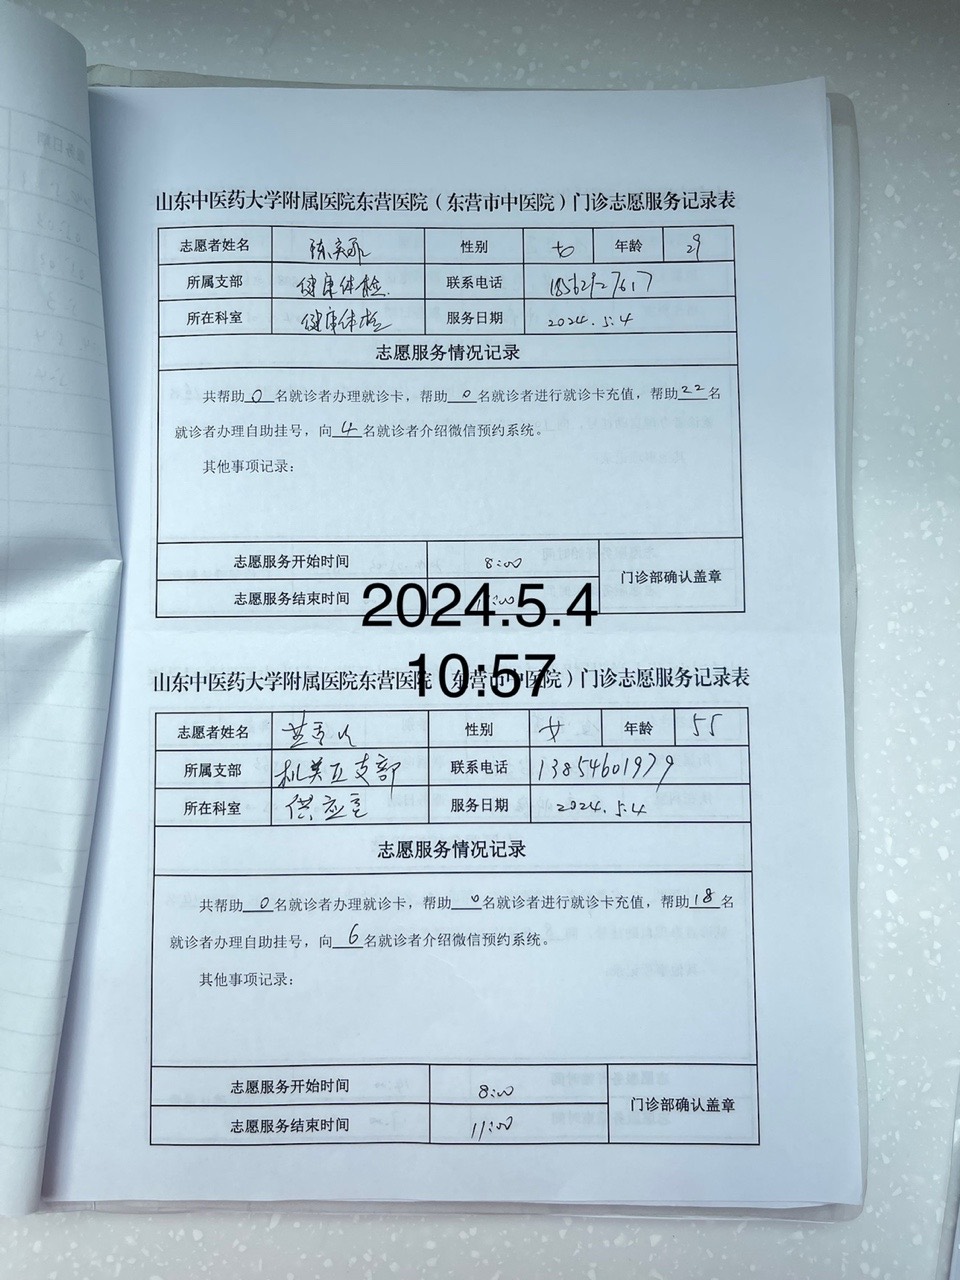 山东中医药大学附属医院东营医院（东营市中医院）门诊志愿服务记录表
志愿者姓名 性别 女 年龄 29
所属支部 健康体检 联系电话
所在科室 健康体检 服务日期 2024.5.4
志愿服务情况记录
共帮助0名就诊者办理就诊卡，帮助0名就诊者进行就诊卡充值，帮助22名
就诊者办理自助挂号，向4名就诊者介绍微信预约系统。
其他事项记录：
志愿服务开始时间 8:00
门诊部确认盖章
志愿服务结束时间
2024.5.4
10:57
山东中医药大学附属医院东营医院（东营市中医院）门诊志愿服务记录表
志愿者姓名 性别 女 年龄 55
所属支部 机关五支部 联系电话 13854601979
所在科室 供应室 服务日期 2024.5.4
志愿服务情况记录
共帮助0名就诊者办理就诊卡，帮助0名就诊者进行就诊卡充值，帮助18名
就诊者办理自助挂号，向6名就诊者介绍微信预约系统。
其他事项记录：
志愿服务开始时间 8:00
门诊部确认盖章
志愿服务结束时间 11:00